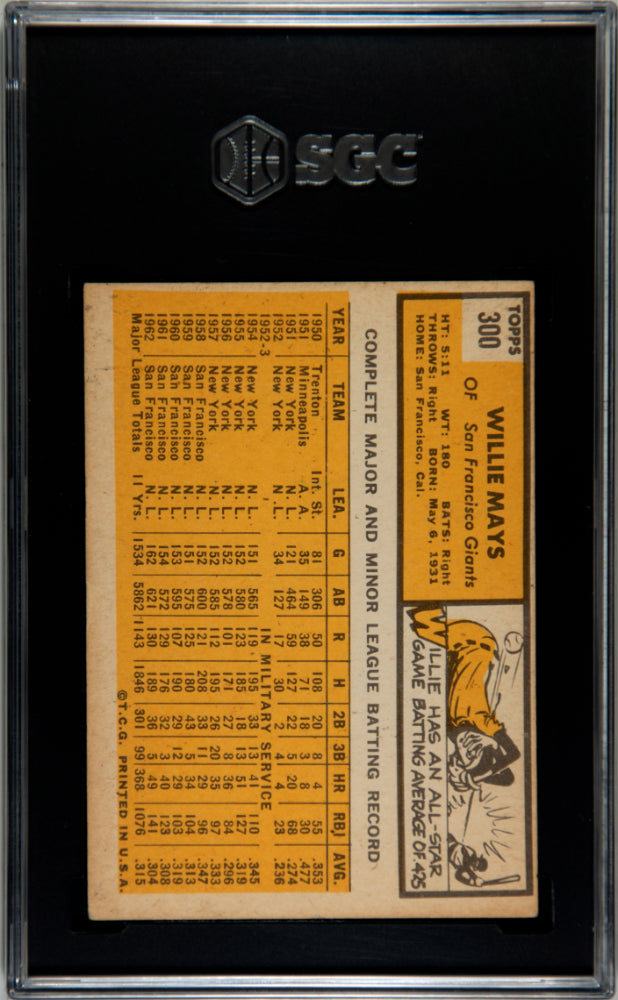 SGC
TOPPS
300
WILLIE MAYS
OF San Francisco Giants
HT: 5:11 WT: 180 BATS: Right
THROWS: Right BORN: May 6, 1931
HOME: San Francisco, Cal.
WILLIE HAS AN ALL-STAR
GAME BATTING AVERAGE OF .425
COMPLETE MAJOR AND MINOR LEAGUE BATTING RECORD
YEAR TEAM LEA. G AB R H 2B 3B HR RBI AVG.
1950 Trenton Int. St. 81 306 50 108 20 8 4 55 .353
1951 Minneapolis A. A. 35 149 38 71 18 3 8 30 .477
1951 New York N. L. 121 464 59 127 22 5 20 68 .274
1952 New York N. L. 34 127 17 30 2 4 4 23 .236
1952-3 IN MILITARY SERVICE
1954 New York N. L. 151 565 119 195 33 13 41 110 .345
1955 New York N. L. 152 580 123 185 18 13 51 127 .319
1956 New York N. L. 152 578 101 171 27 8 36 84 .296
1957 New York N. L. 152 585 112 195 26 20 35 97 .333
1958 San Francisco N. L. 152 600 121 208 33 11 29 96 .347
1959 San Francisco N. L. 151 575 125 180 43 5 34 104 .313
1960 San Francisco N. L. 153 595 107 190 29 12 29 103 .319
1961 San Francisco N. L. 154 572 129 176 32 3 40 123 .308
1962 San Francisco N. L. 162 621 130 189 36 5 49 141 .304
Major League Totals 11 Yrs. 1534 5862 1143 1846 301 99 368 1076 .315
©T.C.G. PRINTED IN U.S.A.